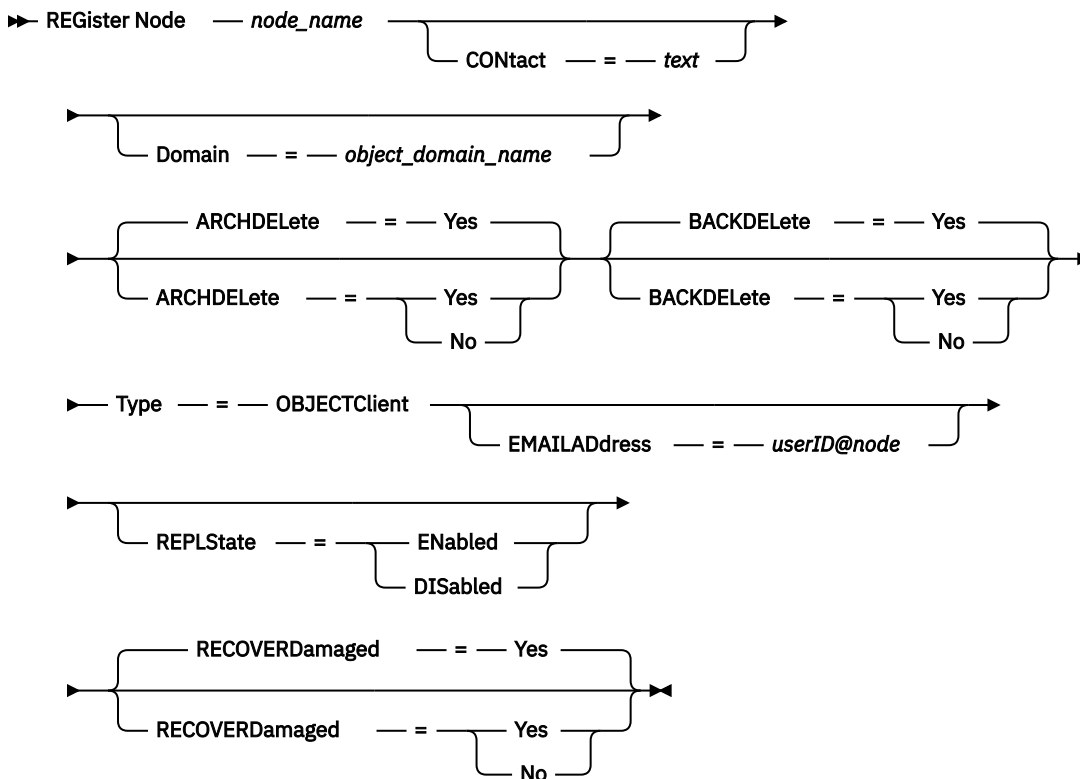 REGister Node — node_name
CONtact — = — text
Domain — = — object_domain_name
ARCHDELete — = — Yes BACKDELete — = — Yes
ARCHDELete — = Yes BACKDELete — = Yes
No No
Type — = — OBJECTClient
EMAILADdress — = — userID@node
REPLState — = ENabled
DISabled
RECOVERDamaged — = — Yes
RECOVERDamaged — = Yes
No